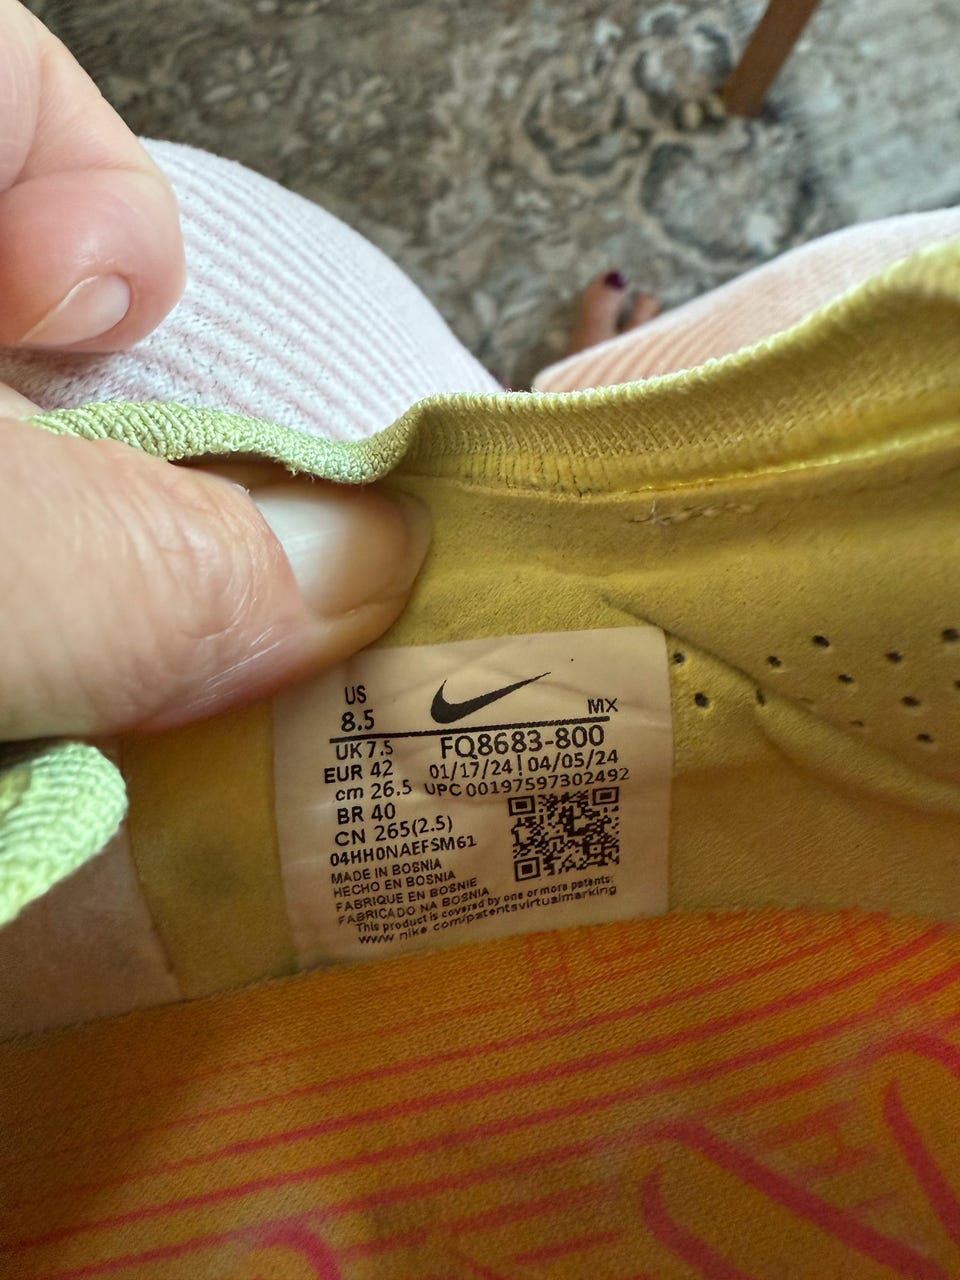 US
8.5
MX
UK 7.5
FQ8683-800
EUR 42
01/17/24 | 04/05/24
cm 26.5
UPC 00197597302492
BR 40
CN 265(2.5)
04HH0NAEFSM61
MADE IN BOSNIA
HECHO EN BOSNIA
FABRIQUE EN BOSNIE
FABRICADO NA BOSNIA
This product is covered by one or more patents:
www.nike.com/patentsvirtualmarking